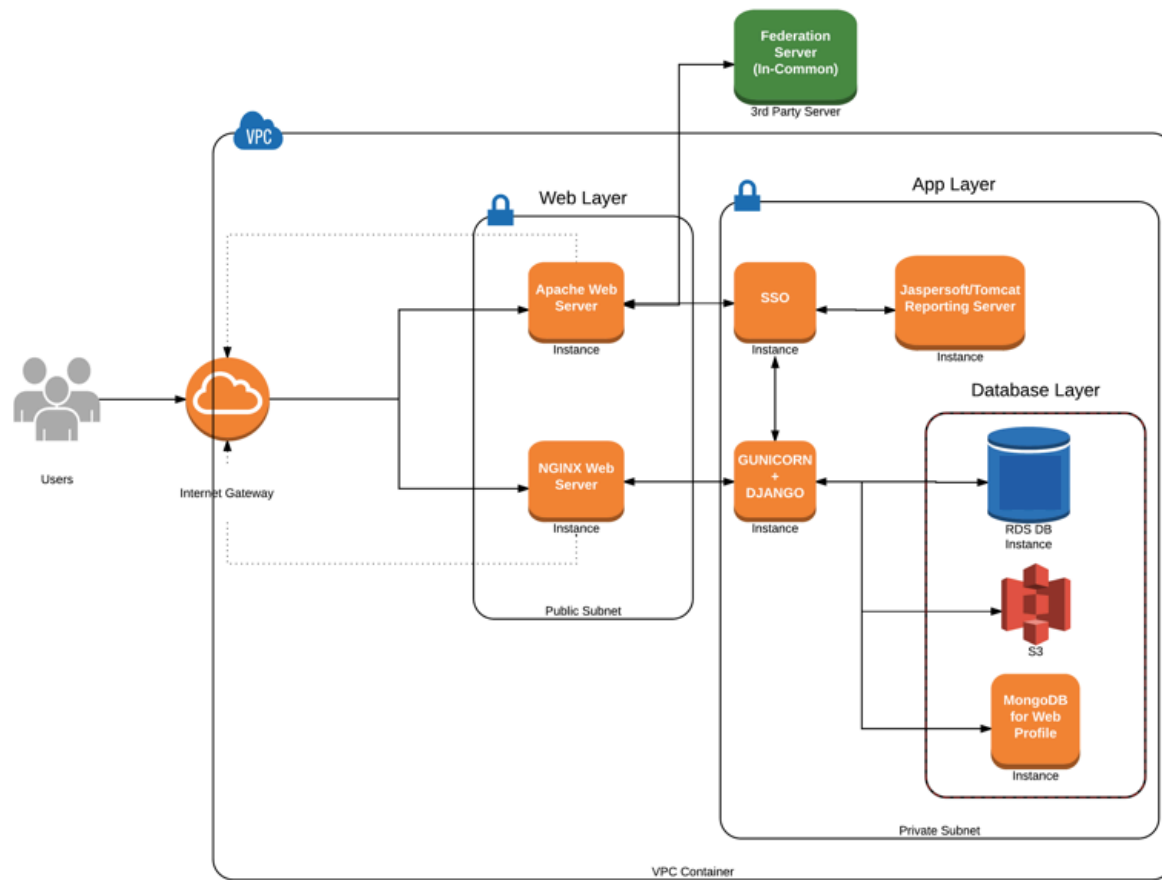 Federation
Server
(In-Common)
3rd Party Server
VPC
Web Layer
App Layer
Apache Web
Server
Instance
SSO
Instance
Jaspersoft/Tomcat
Reporting Server
Instance
Users
Internet Gateway
NGINX Web
Server
Instance
GUNICORN
+
DJANGO
Instance
Database Layer
RDS DB
Instance
S3
MongoDB
for Web
Profile
Instance
Public Subnet
Private Subnet
VPC Container